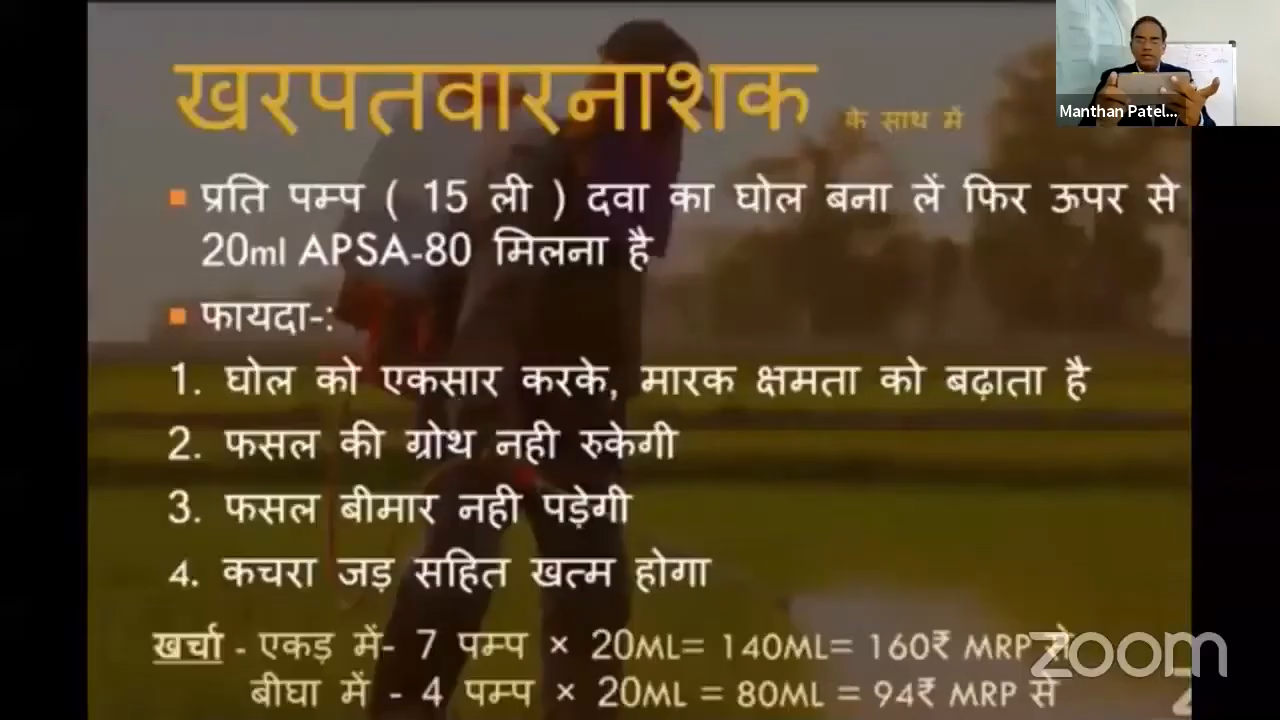 खरपतवारनाशक के साथ में
Manthan Patel...
▪ प्रति पम्प ( 15 ली ) दवा का घोल बना लें फिर ऊपर से
20ml APSA-80 मिलना है
▪ फायदा-:
1. घोल को एकसार करके, मारक क्षमता को बढ़ाता है
2. फसल की ग्रोथ नही रुकेगी
3. फसल बीमार नही पड़ेगी
4. कचरा जड़ सहित खत्म होगा
खर्चा - एकड़ में- 7 पम्प × 20ML= 140ML= 160₹ MRP से
बीघा में - 4 पम्प × 20ML = 80ML = 94₹ MRP से
zoom